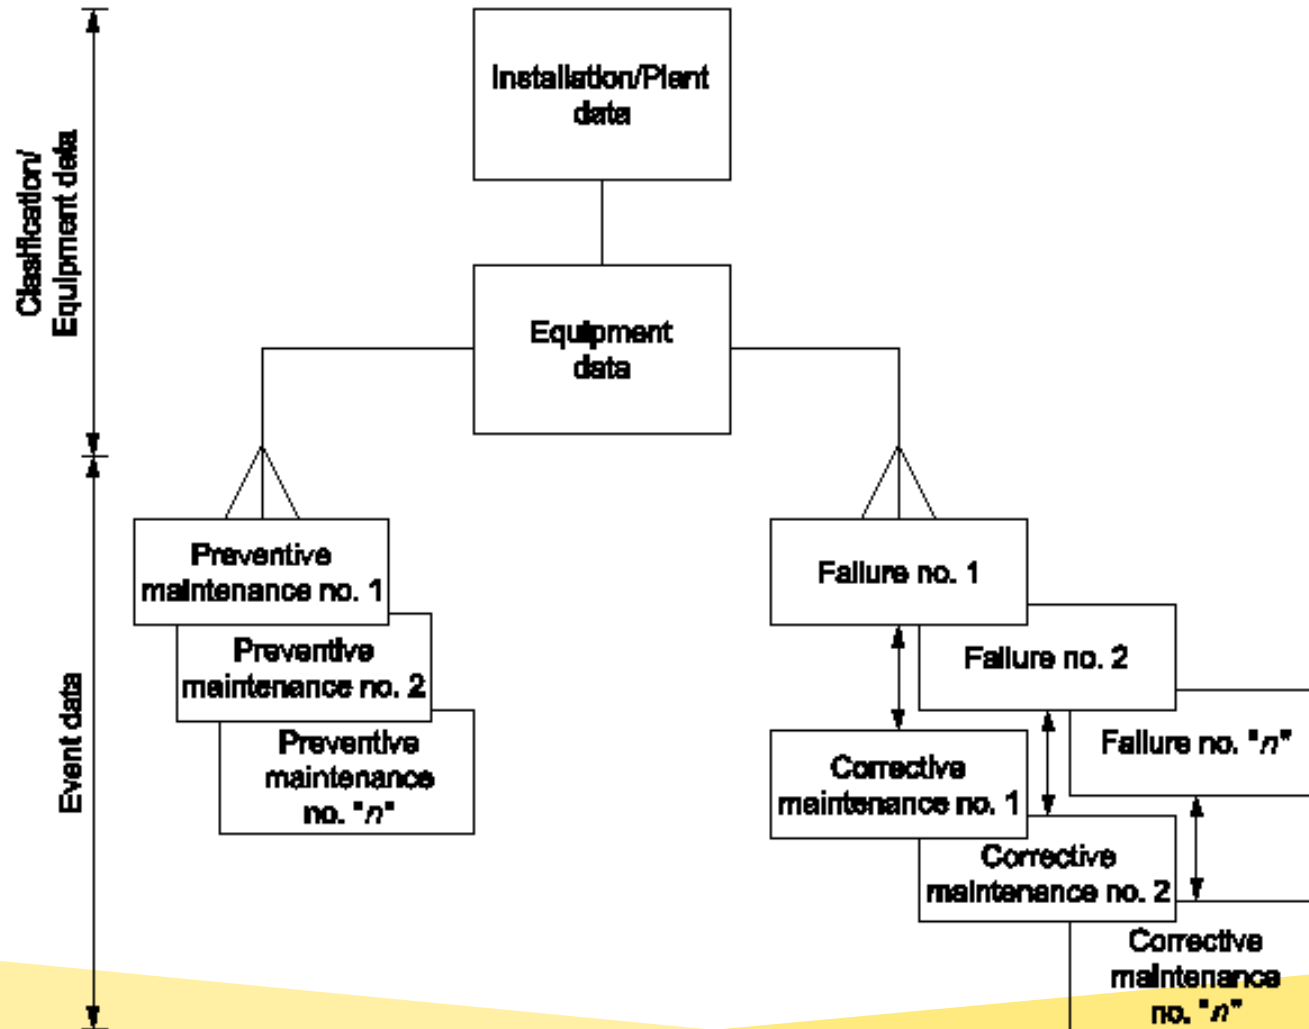 Installation/Plant
data
Clasification/
Equipment data
Equipment
data
Event data
Preventive
maintenance no. 1
Preventive
maintenance no. 2
Preventive
maintenance
no. "n"
Failure no. 1
Failure no. 2
Failure no. "n"
Corrective
maintenance no. 1
Corrective
maintenance no. 2
Corrective
maintenance
no. "n"